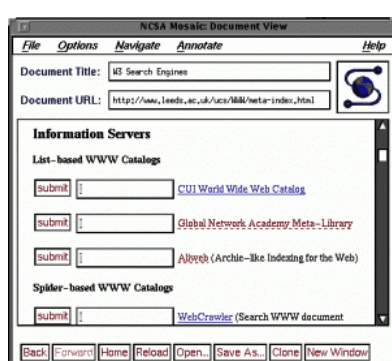 NCSA Mosaic: Document View
File Options Navigate Annotate Help
Document Title: W3 Search Engines
Document URL: http://www.leeds.ac.uk/ucs/WWW/meta-index.html
Information Servers
List-based WWW Catalogs
submit CUI World Wide Web Catalog
submit Global Network Academy Meta-Library
submit Aliweb (Archie-like Indexing for the Web)
Spider-based WWW Catalogs
submit WebCrawler (Search WWW document
Back Forward Home Reload Open... Save As... Clone New Window